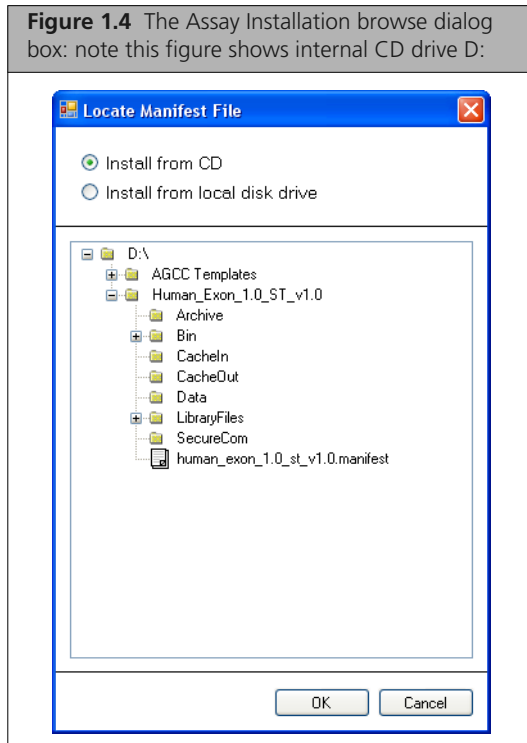 Figure 1.4 The Assay Installation browse dialog
box: note this figure shows internal CD drive D:
Locate Manifest File
Install from CD
Install from local disk drive
D:\
AGCC Templates
Human_Exon_1.0_ST_v1.0
Archive
Bin
CacheIn
CacheOut
Data
LibraryFiles
SecureCom
human_exon_1.0_st_v1.0.manifest
OK
Cancel